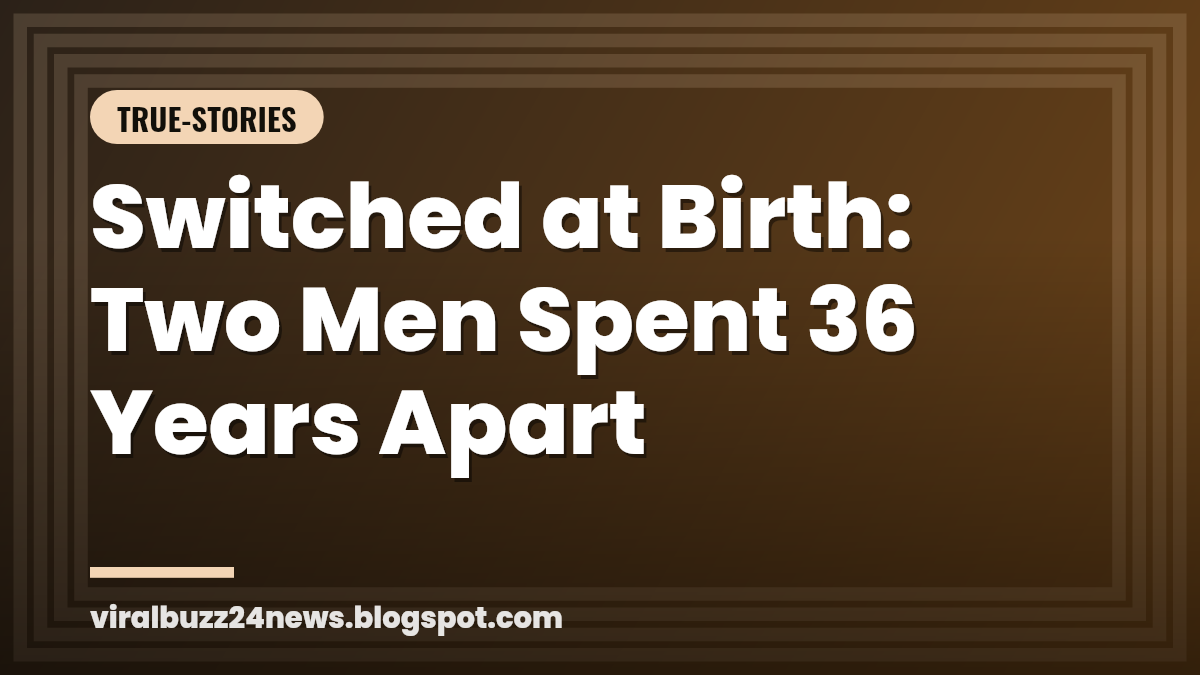 TRUE-STORIES
Switched at Birth:
Two Men Spent 36
Years Apart
viralbuzz24news.blogspot.com